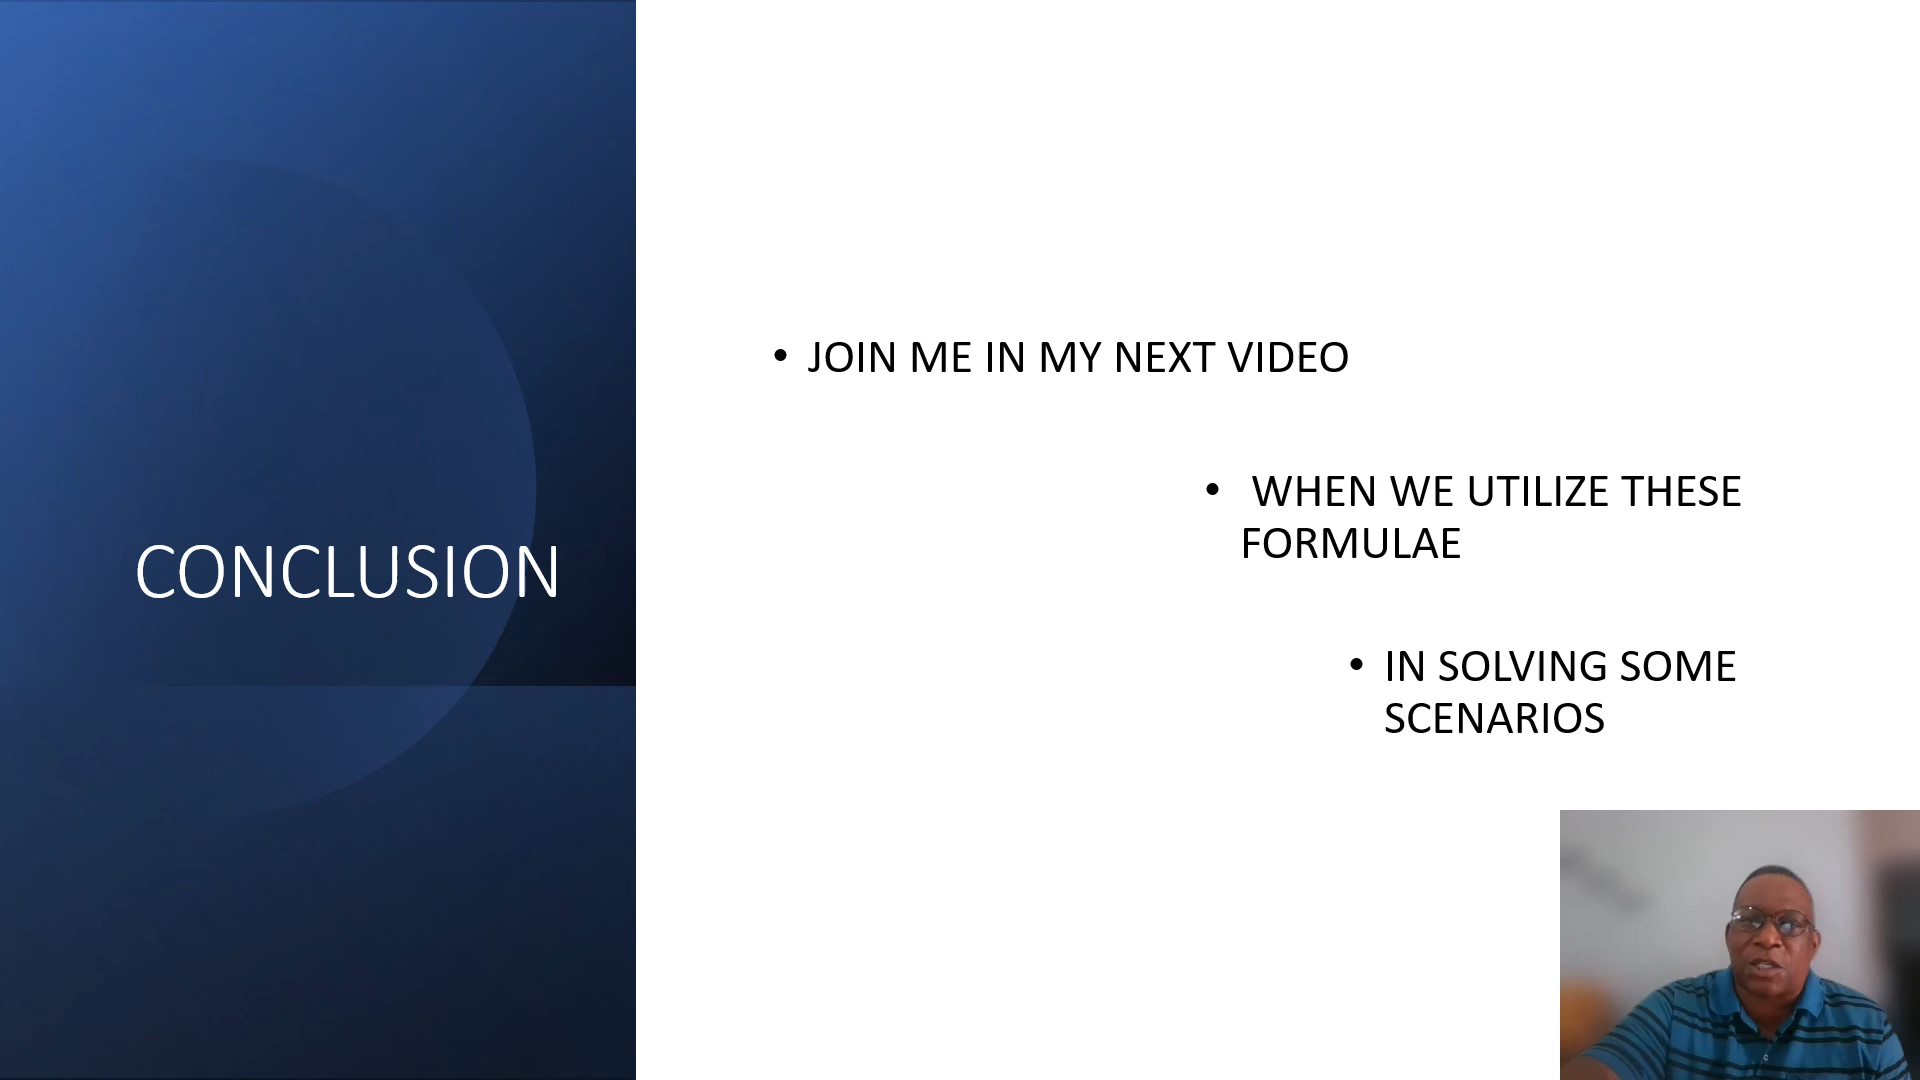 CONCLUSION
• JOIN ME IN MY NEXT VIDEO
• WHEN WE UTILIZE THESE
FORMULAE
• IN SOLVING SOME
SCENARIOS